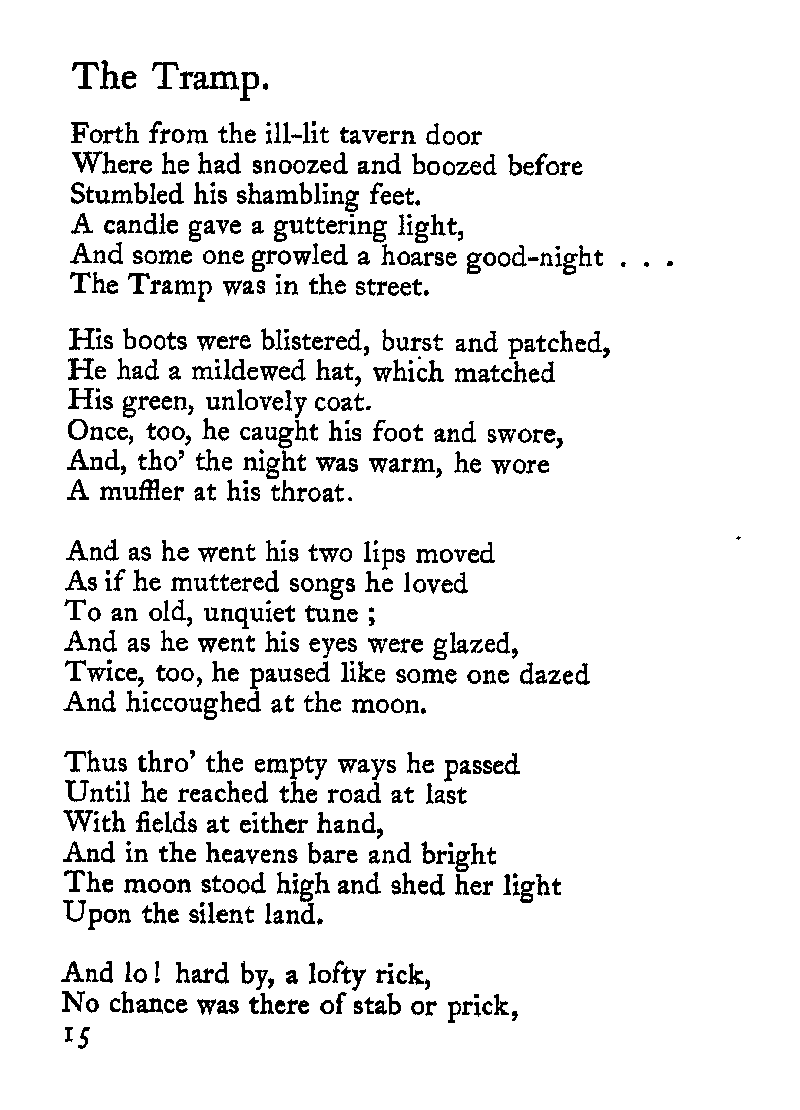 The Tramp.
Forth from the ill-lit tavern door
Where he had snoozed and boozed before
Stumbled his shambling feet.
A candle gave a guttering light,
And some one growled a hoarse good-night . . .
The Tramp was in the street.
His boots were blistered, burst and patched,
He had a mildewed hat, which matched
His green, unlovely coat.
Once, too, he caught his foot and swore,
And, tho' the night was warm, he wore
A muffler at his throat.
And as he went his two lips moved
As if he muttered songs he loved
To an old, unquiet tune ;
And as he went his eyes were glazed,
Twice, too, he paused like some one dazed
And hiccoughed at the moon.
Thus thro' the empty ways he passed
Until he reached the road at last
With fields at either hand,
And in the heavens bare and bright
The moon stood high and shed her light
Upon the silent land.
And lo! hard by, a lofty rick,
No chance was there of stab or prick,
15